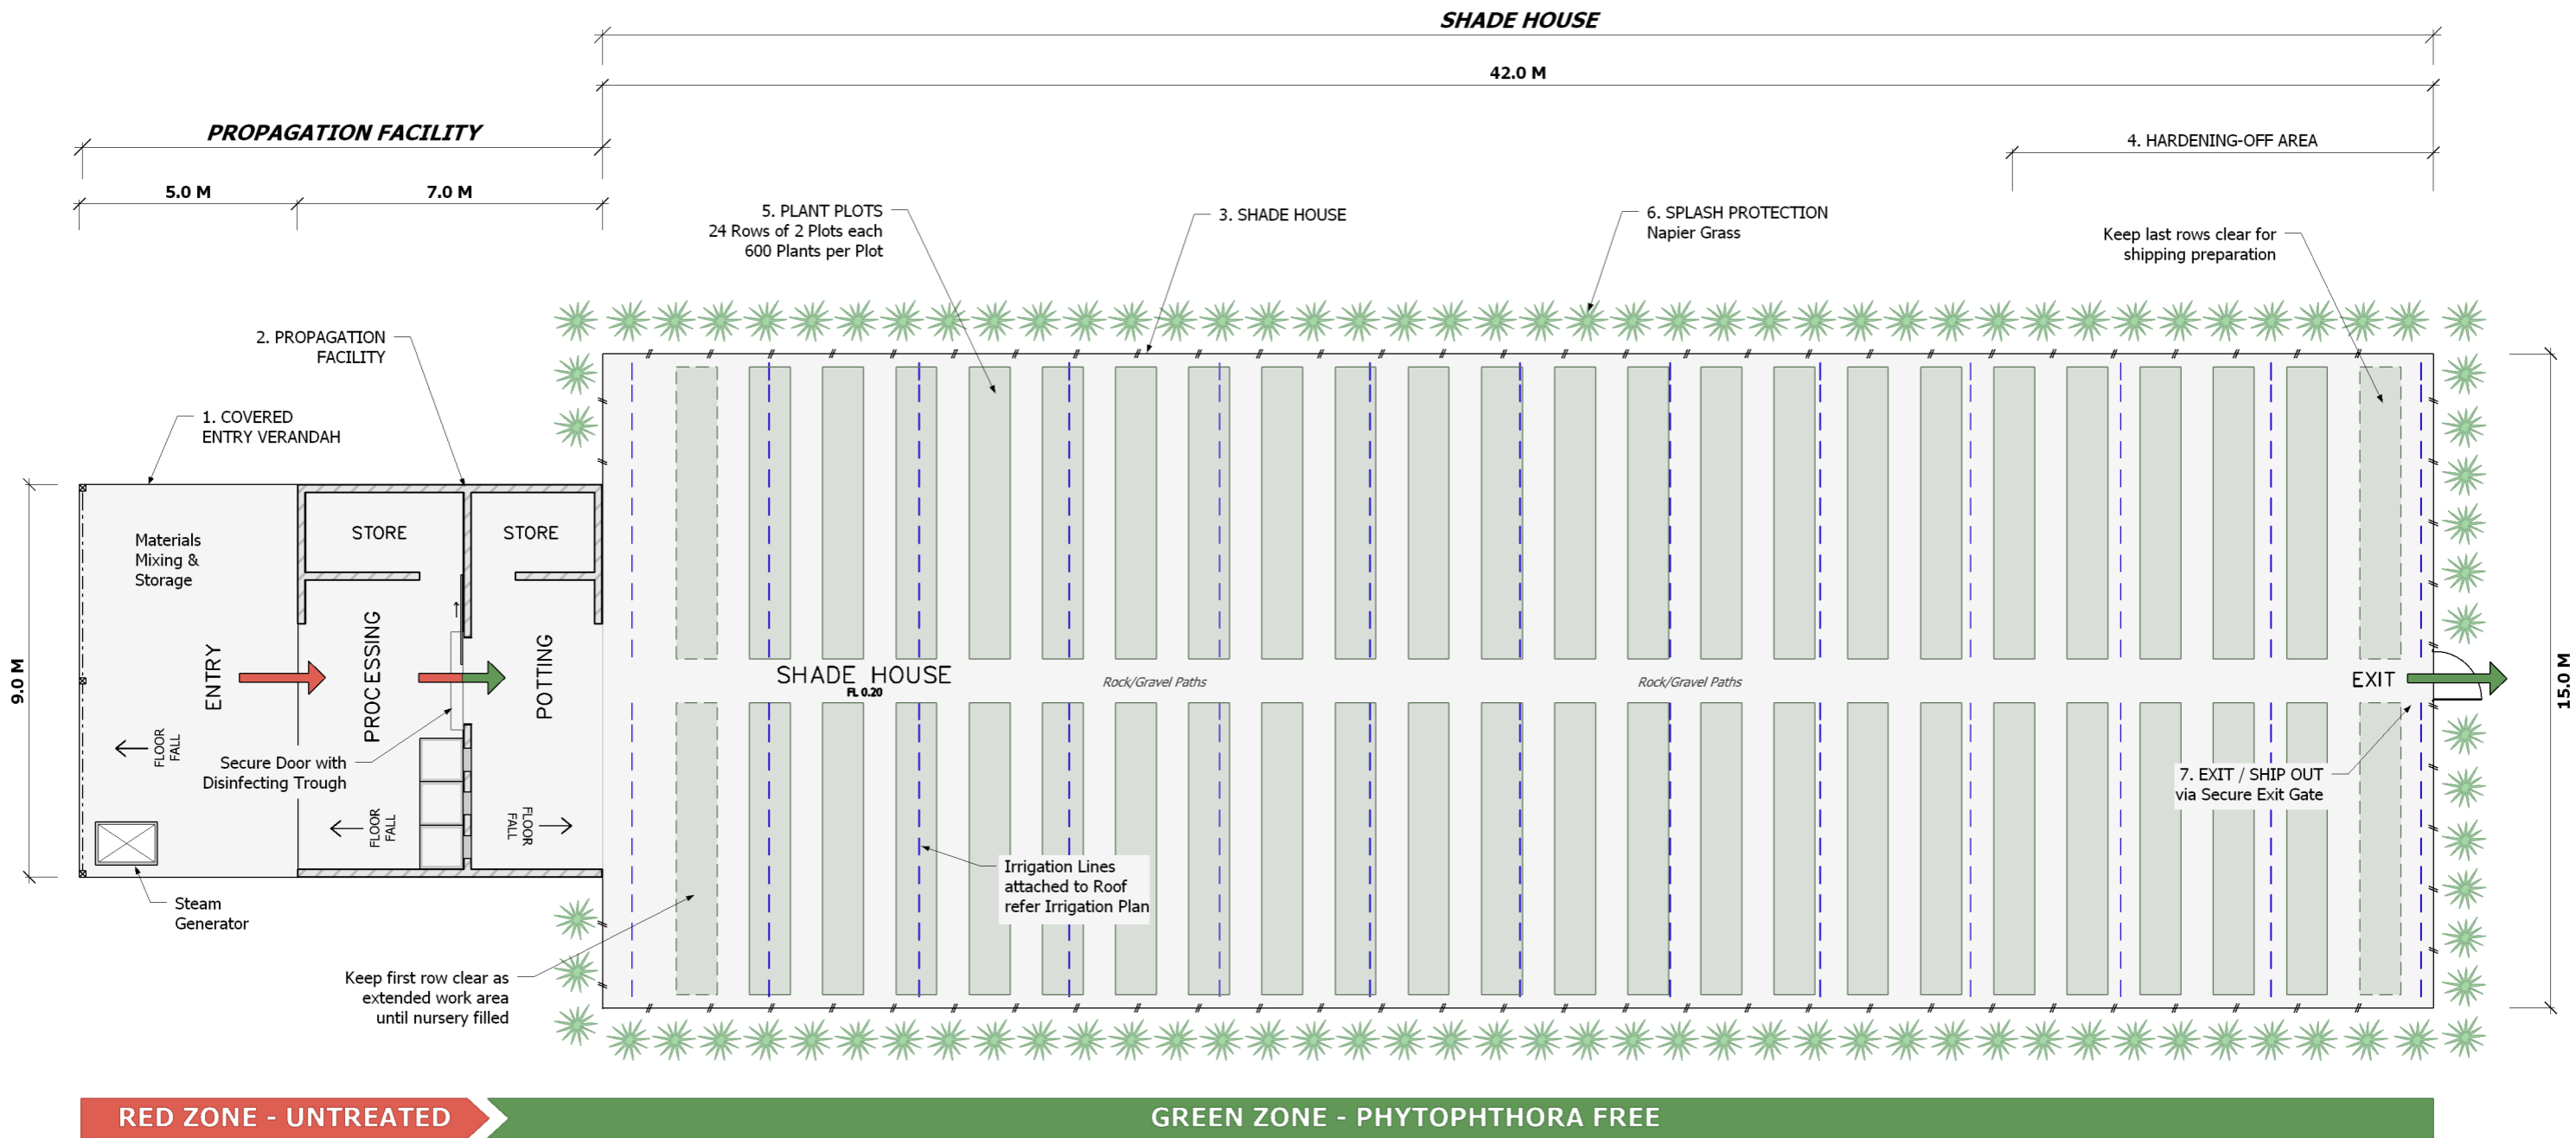 SHADE HOUSE
42.0 M
PROPAGATION FACILITY
4. HARDENING-OFF AREA
5.0 M
7.0 M
5. PLANT PLOTS
24 Rows of 2 Plots each
600 Plants per Plot
3. SHADE HOUSE
6. SPLASH PROTECTION
Napier Grass
Keep last rows clear for
shipping preparation
2. PROPAGATION
FACILITY
1. COVERED
ENTRY VERANDAH
Materials
Mixing &
Storage
STORE
STORE
ENTRY
PROCESSING
POTTING
SHADE HOUSE
FL 0.20
Rock/Gravel Paths
Rock/Gravel Paths
EXIT
9.0 M
15.0 M
FLOOR
FALL
Secure Door with
Disinfecting Trough
FLOOR
FALL
FLOOR
FALL
7. EXIT / SHIP OUT
via Secure Exit Gate
Irrigation Lines
attached to Roof
refer Irrigation Plan
Steam
Generator
Keep first row clear as
extended work area
until nursery filled
RED ZONE - UNTREATED
GREEN ZONE - PHYTOPHTHORA FREE